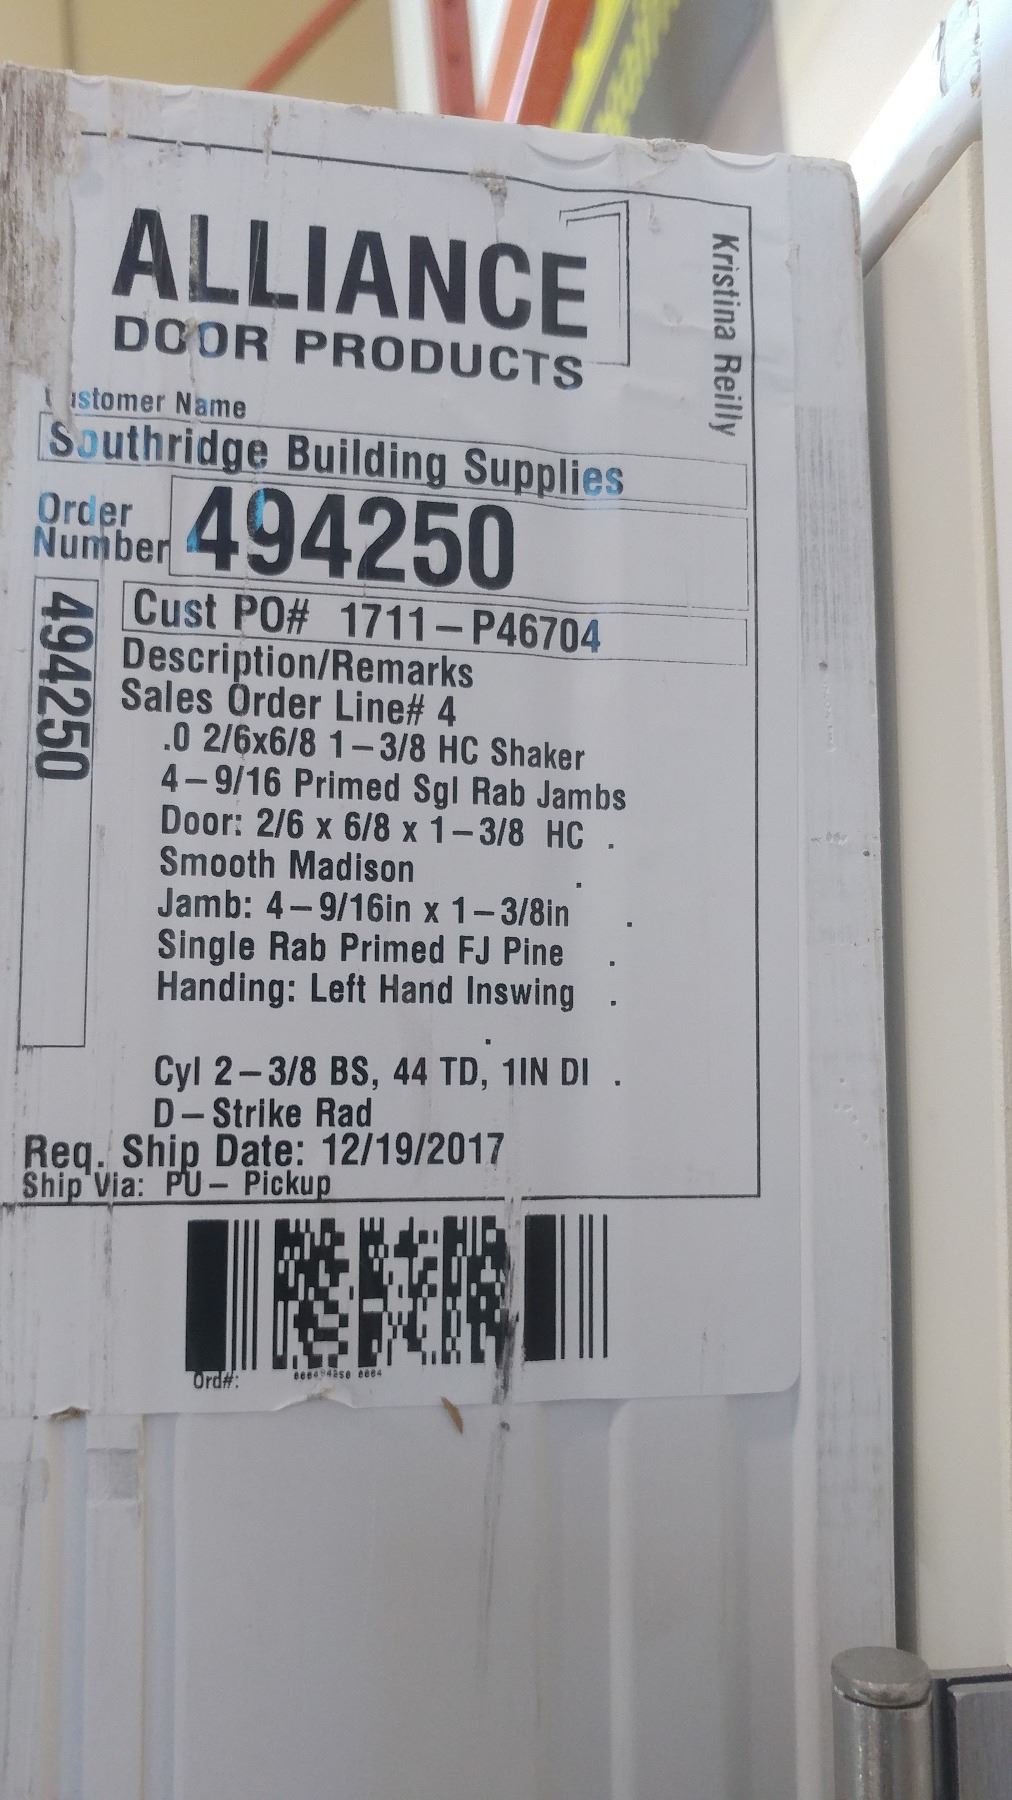 ALLIANCE
DOOR PRODUCTS
Kristina Reilly
Customer Name
Southridge Building Supplies
Order
Number 494250
494250
Cust PO# 1711-P46704
Description/Remarks
Sales Order Line# 4
.0 2/6x6/8 1-3/8 HC Shaker
4-9/16 Primed Sgl Rab Jambs
Door: 2/6 x 6/8 x 1-3/8 HC .
Smooth Madison .
Jamb: 4-9/16in x 1-3/8in .
Single Rab Primed FJ Pine .
Handing: Left Hand Inswing .
.
Cyl 2-3/8 BS, 44 TD, 1IN DI .
D-Strike Rad
Req. Ship Date: 12/19/2017
Ship Via: PU- Pickup
Ord#: 000494250 0004